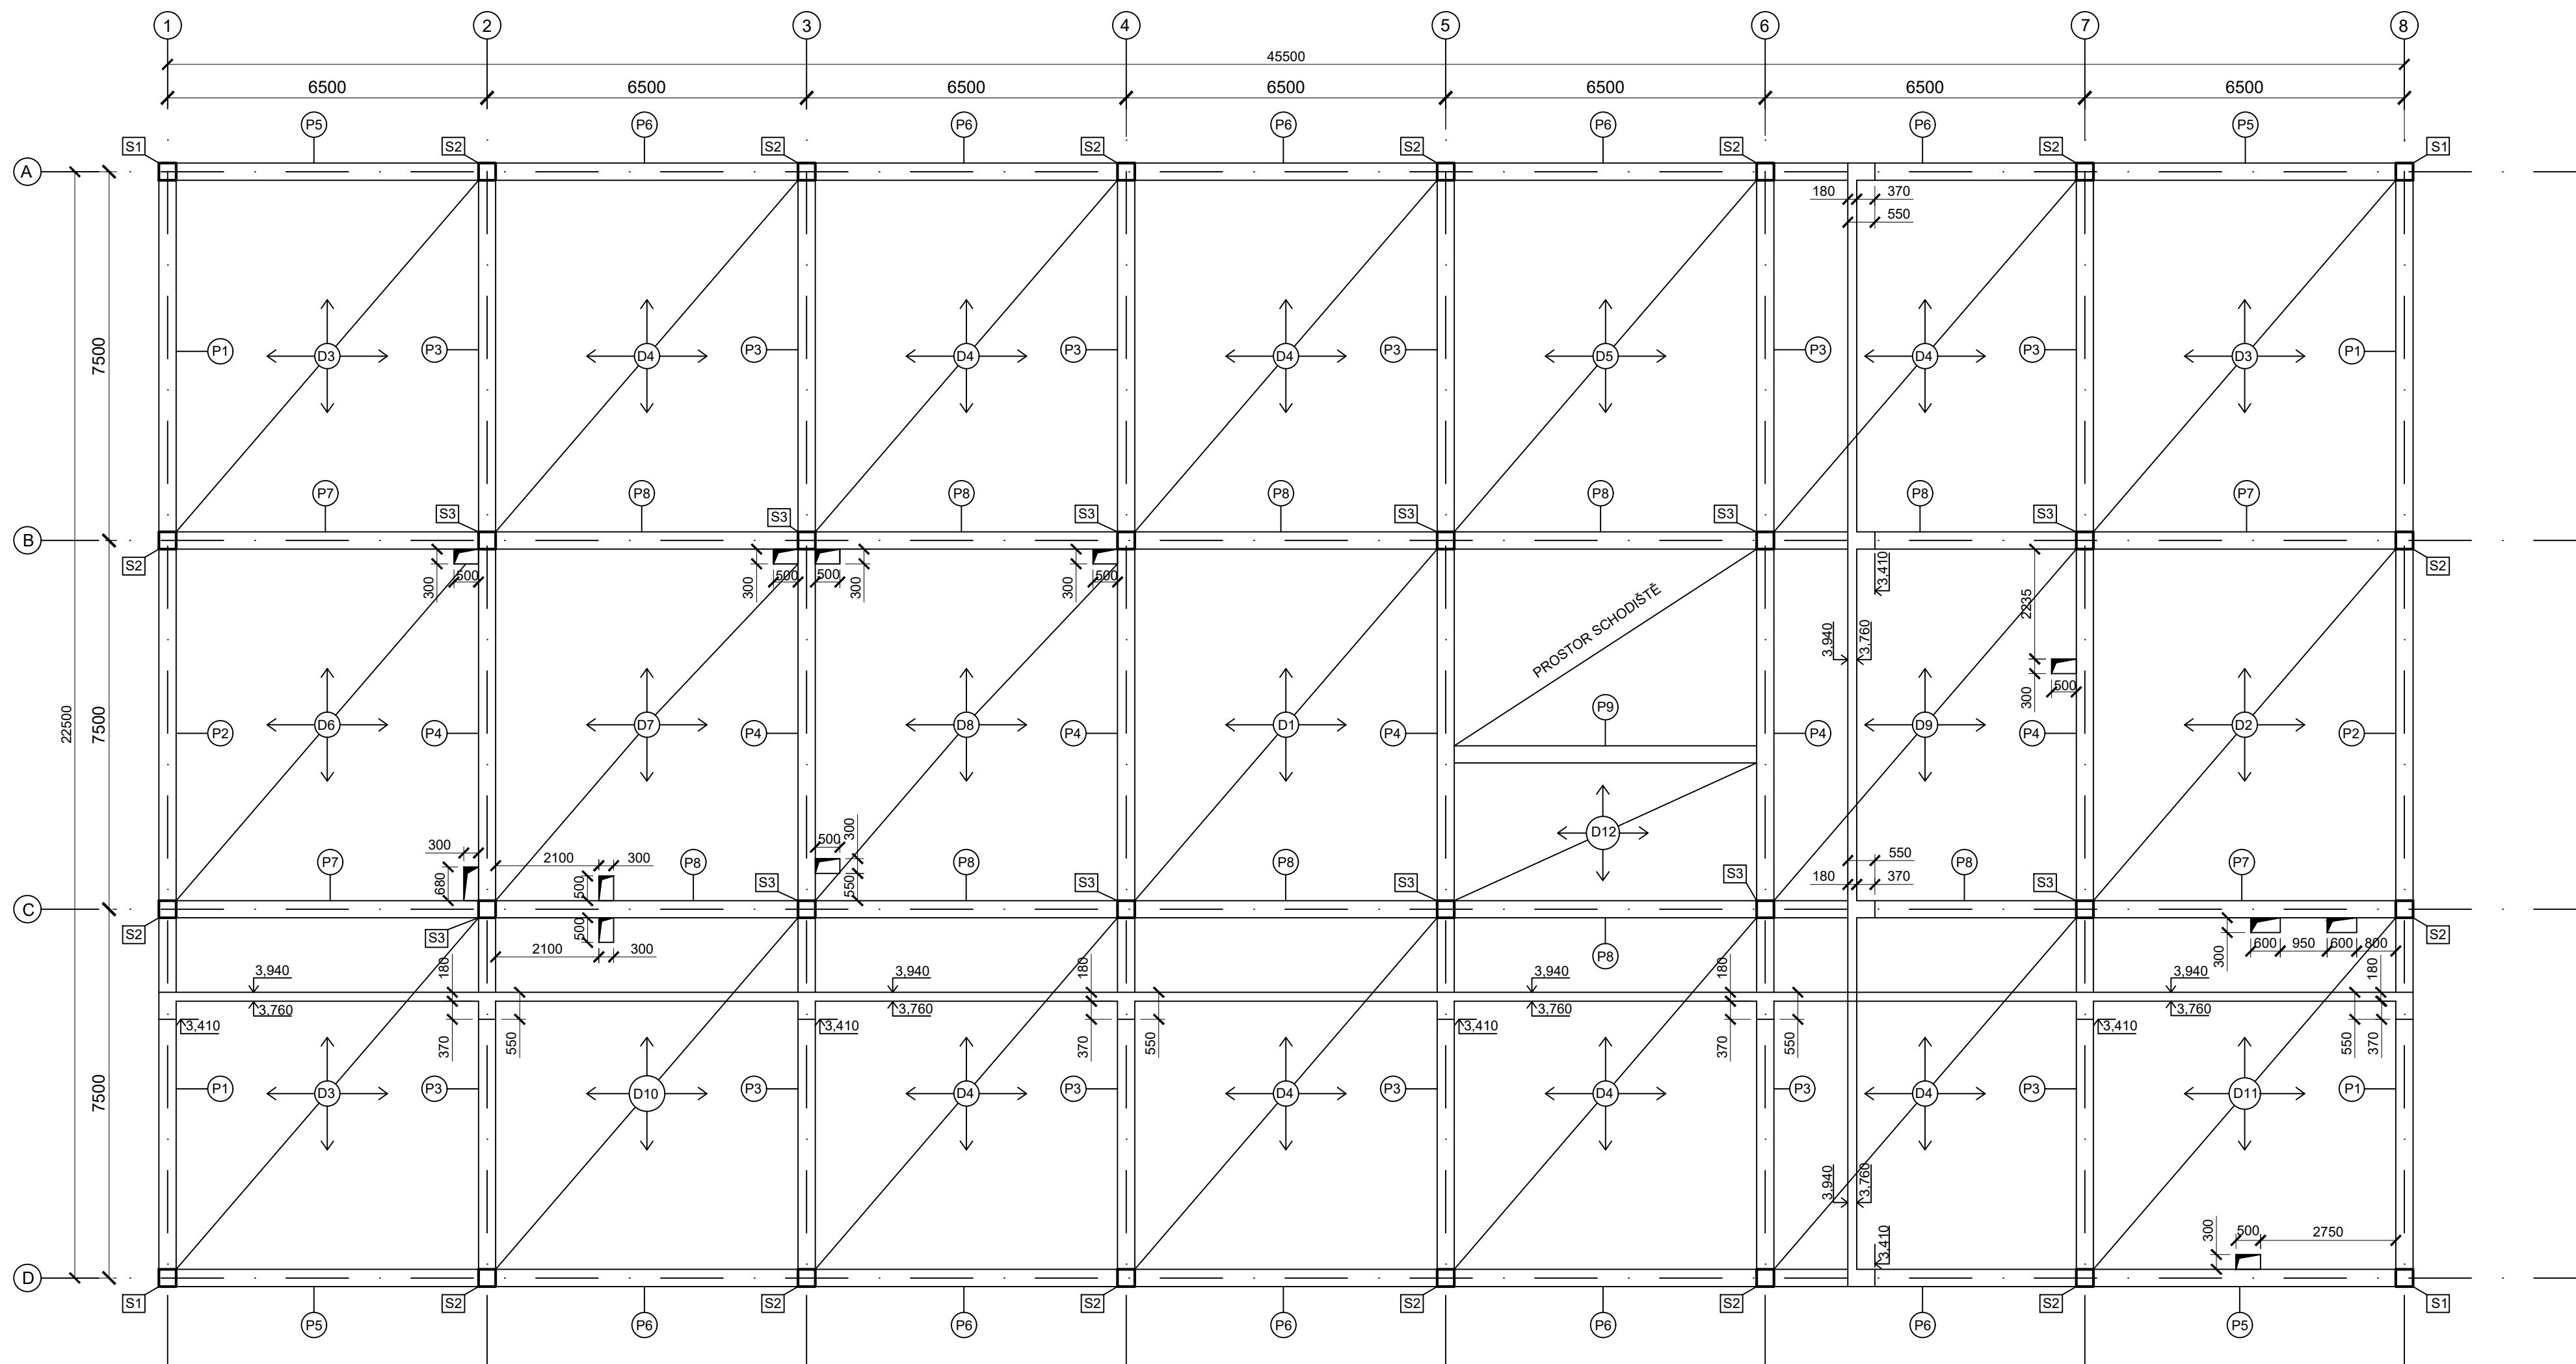 1 2 3 4 5 6 7 8
45500
6500 6500 6500 6500 6500 6500 6500
P5 P6 P6 P6 P6 P6 P5
S1 S2 S2 S2 S2 S2 S2 S1
A
180 370
550
7500
P1 D3 P3 D4 P3 D4 P3 D4 P3 D5 P3 D4 P3 D3 P1
P7 P8 P8 P8 P8 P8 P7
S3 S3 S3 S3 S3 S3
B
S2 S2
300 500 300 500 500 300 300 500
3,410
2235
PROSTOR SCHODIŠTĚ
3,940 3,760
300 500
22500
7500
P2 D6 P4 D7 P4 D8 P4 D1 P4 P9 P4 D9 P4 D2 P2
D12
300 680
2100 300
500
500 300
550
550
180 370
P7 P8 P8 P8 P8 P7
S3 S3 S3 S3 S3
C
S2 S3 S2
500
2100 300
P8
300 600 950 600 800
180 180 180 180
3,940 3,940 3,940 3,940
3,760 3,760 3,760 3,760
3,410 3,410 3,410 3,410
370 550 370 550 370 550 550 370
7500
P1 D3 P3 D10 P3 D4 P3 D4 P3 D4 P3 D4 P3 D11 P1
3,940 3,760
3,410
300 500 2750
D
S1 S2 S2 S2 S2 S2 S2 S1
P5 P6 P6 P6 P6 P6 P5